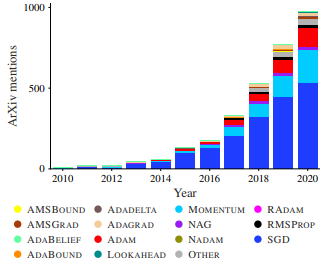 1000
500
0
ArXiv mentions
2010 2012 2014 2016 2018 2020
Year
AMSBound AdaDelta Momentum RAdam
AMSGrad AdaGrad NAG RMSProp
AdaBelief Adam Nadam SGD
AdaBound Lookahead Other